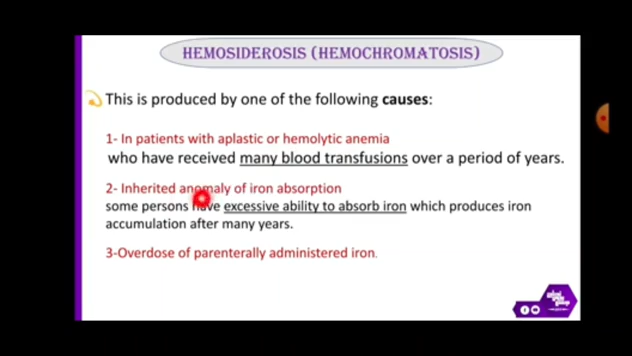 HEMOSIDEROSIS (HEMOCHROMATOSIS)
This is produced by one of the following causes:
1- In patients with aplastic or hemolytic anemia
who have received many blood transfusions over a period of years.
2- Inherited anomaly of iron absorption
some persons have excessive ability to absorb iron which produces iron
accumulation after many years.
3-Overdose of parenterally administered iron.